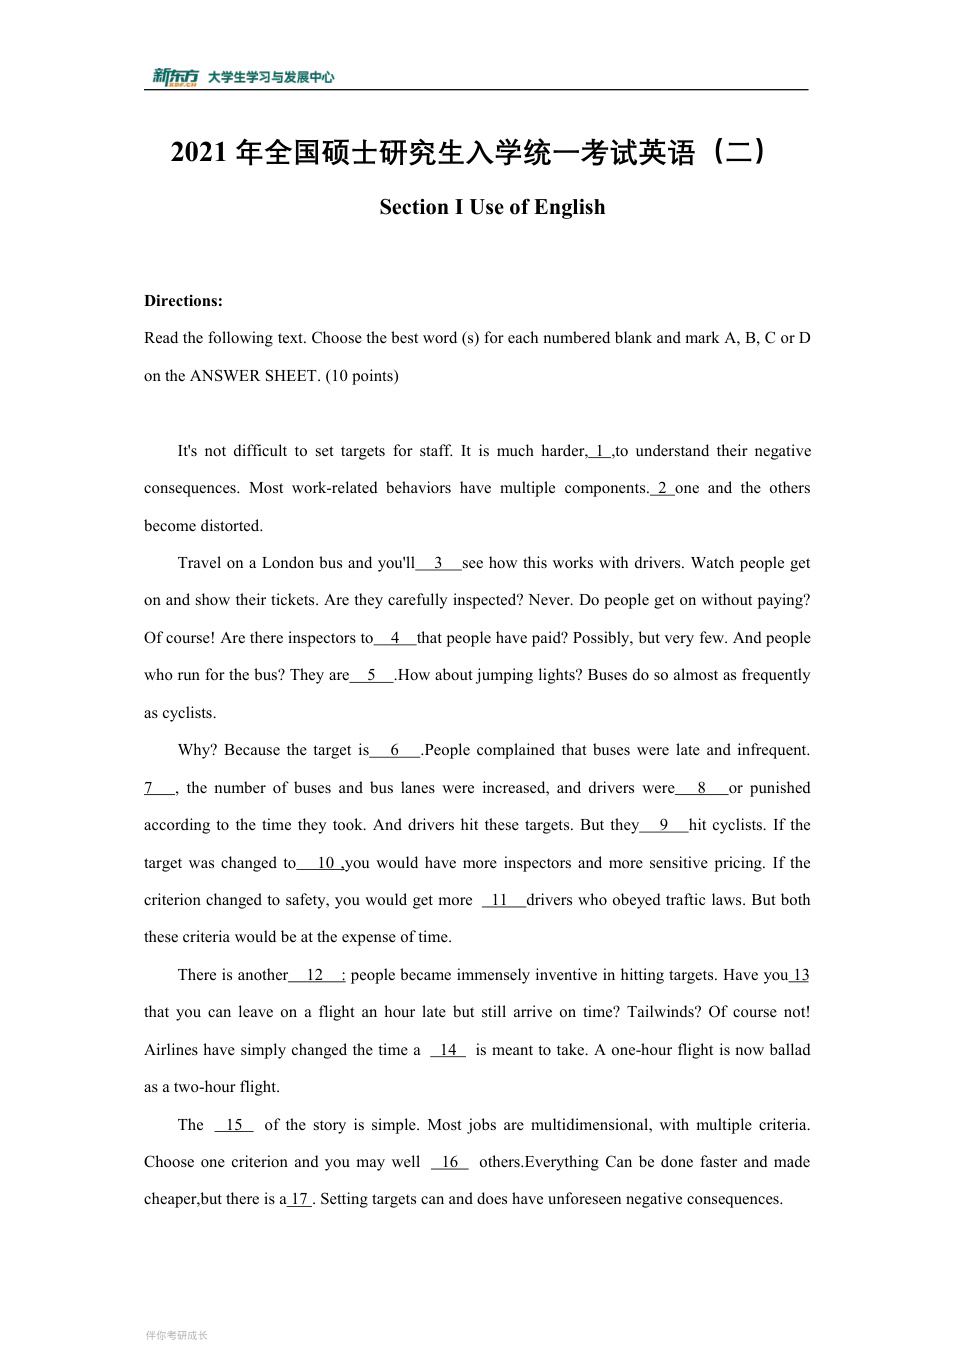 新东方 XDF.CN 大学生学习与发展中心
2021 年全国硕士研究生入学统一考试英语（二）
Section I Use of English
Directions:
Read the following text. Choose the best word (s) for each numbered blank and mark A, B, C or D
on the ANSWER SHEET. (10 points)
It's not difficult to set targets for staff. It is much harder, 1 ,to understand their negative
consequences. Most work-related behaviors have multiple components. 2 one and the others
become distorted.
Travel on a London bus and you'll 3 see how this works with drivers. Watch people get
on and show their tickets. Are they carefully inspected? Never. Do people get on without paying?
Of course! Are there inspectors to 4 that people have paid? Possibly, but very few. And people
who run for the bus? They are 5 .How about jumping lights? Buses do so almost as frequently
as cyclists.
Why? Because the target is 6 .People complained that buses were late and infrequent.
7 , the number of buses and bus lanes were increased, and drivers were 8 or punished
according to the time they took. And drivers hit these targets. But they 9 hit cyclists. If the
target was changed to 10 ,you would have more inspectors and more sensitive pricing. If the
criterion changed to safety, you would get more 11 drivers who obeyed traftic laws. But both
these criteria would be at the expense of time.
There is another 12 : people became immensely inventive in hitting targets. Have you 13
that you can leave on a flight an hour late but still arrive on time? Tailwinds? Of course not!
Airlines have simply changed the time a 14 is meant to take. A one-hour flight is now ballad
as a two-hour flight.
The 15 of the story is simple. Most jobs are multidimensional, with multiple criteria.
Choose one criterion and you may well 16 others.Everything Can be done faster and made
cheaper,but there is a 17 . Setting targets can and does have unforeseen negative consequences.
伴你考研成长